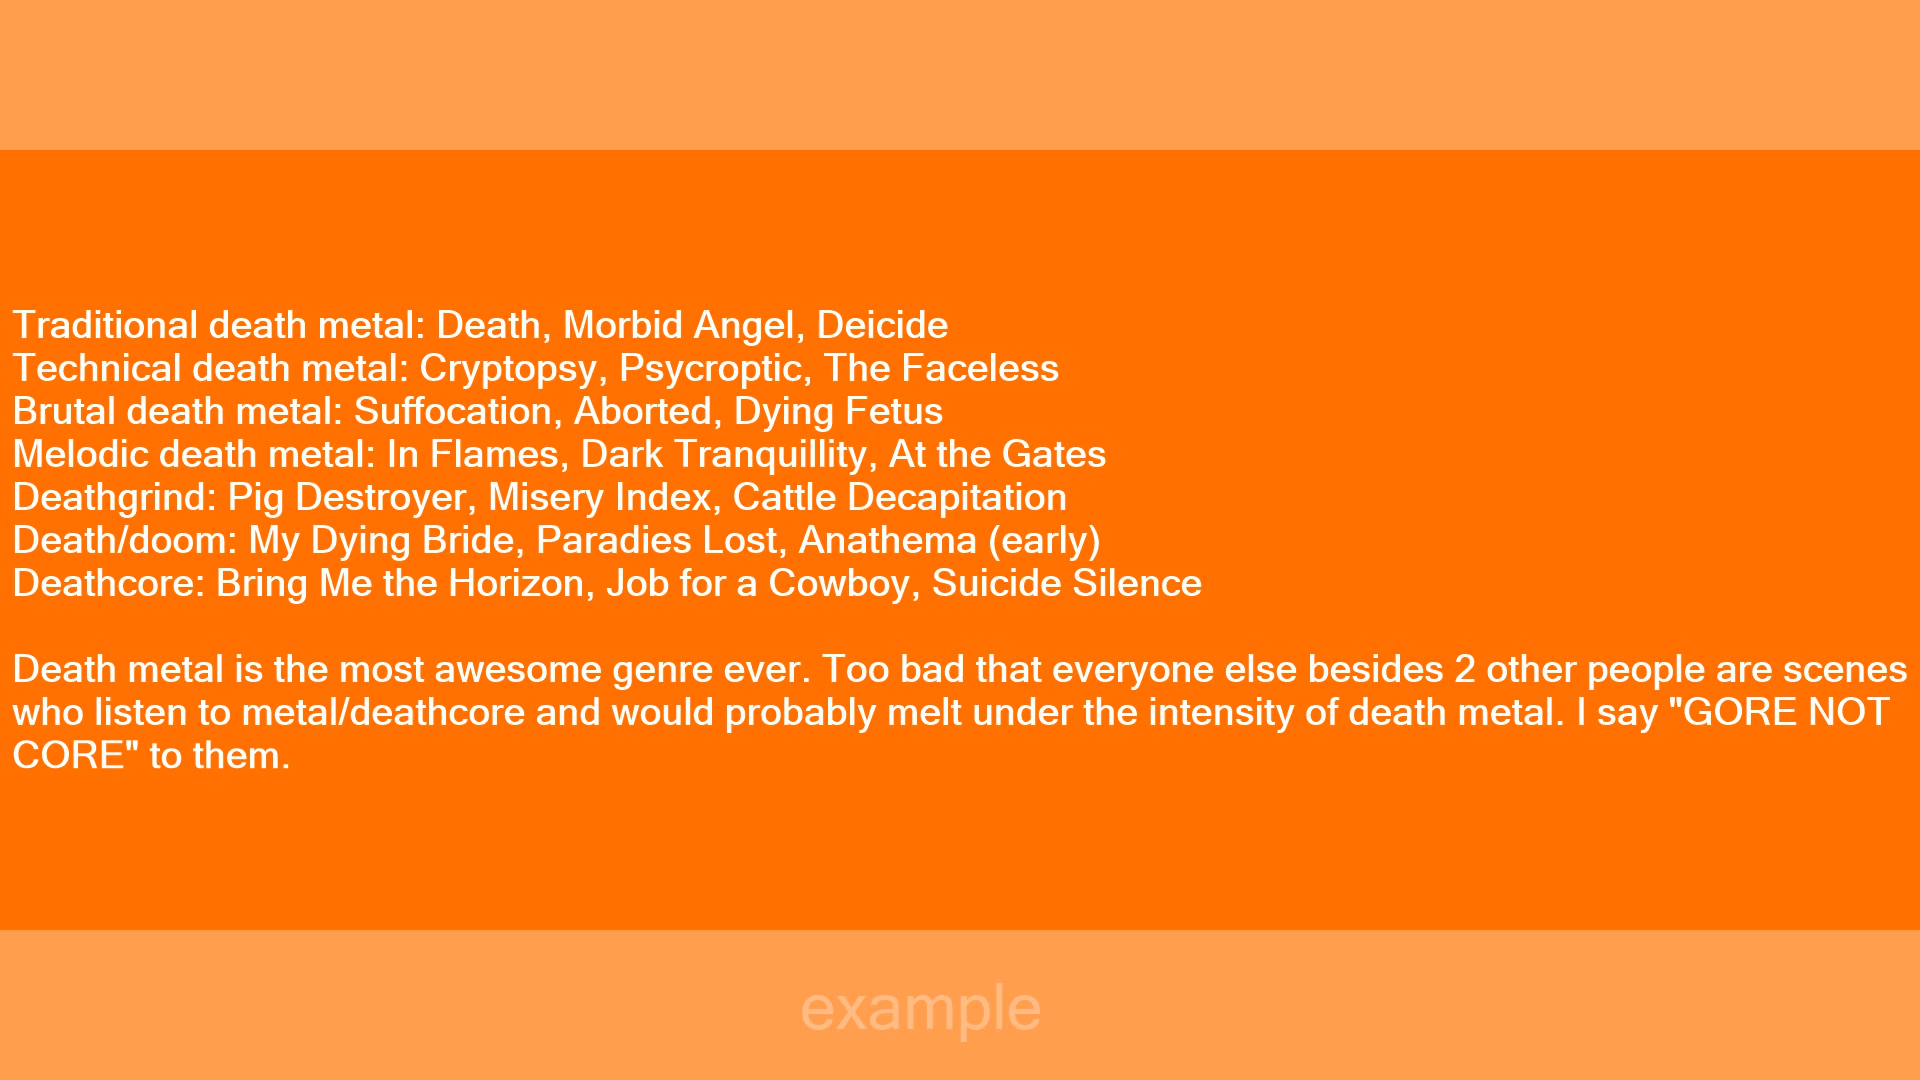 Traditional death metal: Death, Morbid Angel, Deicide
Technical death metal: Cryptopsy, Psycroptic, The Faceless
Brutal death metal: Suffocation, Aborted, Dying Fetus
Melodic death metal: In Flames, Dark Tranquillity, At the Gates
Deathgrind: Pig Destroyer, Misery Index, Cattle Decapitation
Death/doom: My Dying Bride, Paradies Lost, Anathema (early)
Deathcore: Bring Me the Horizon, Job for a Cowboy, Suicide Silence
Death metal is the most awesome genre ever. Too bad that everyone else besides 2 other people are scenes
who listen to metal/deathcore and would probably melt under the intensity of death metal. I say "GORE NOT
CORE" to them.
example